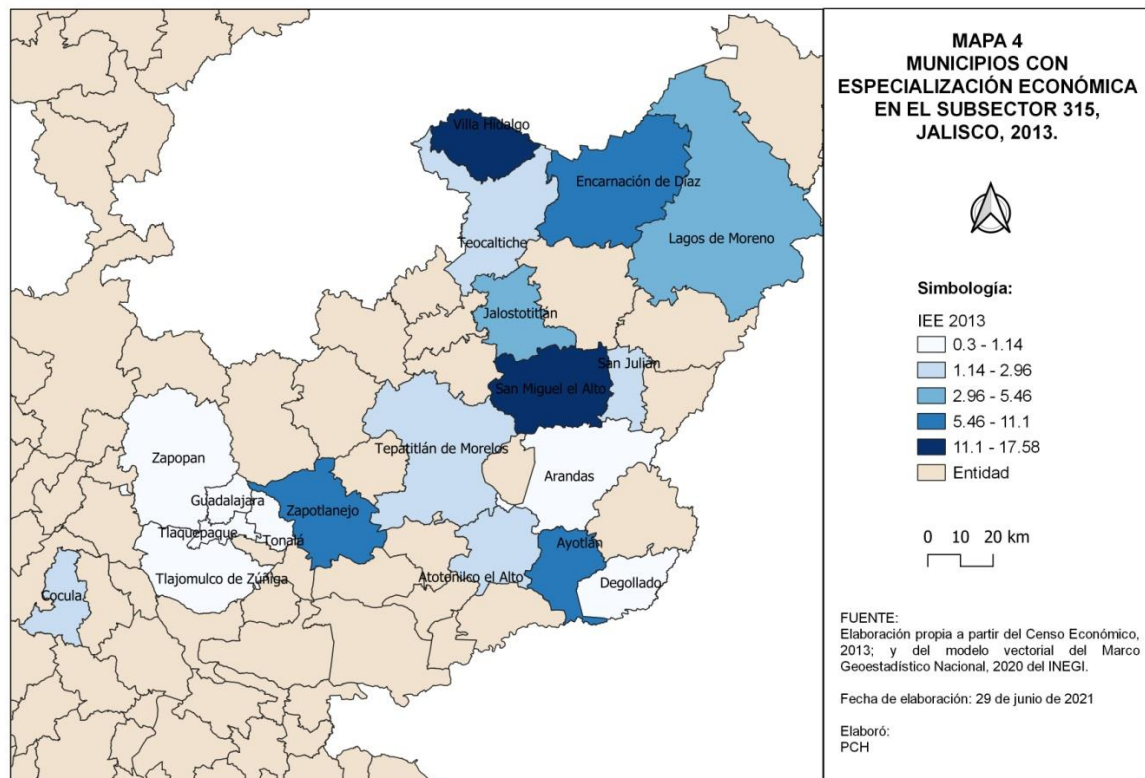 MAPA 4
MUNICIPIOS CON
ESPECIALIZACIÓN ECONÓMICA
EN EL SUBSECTOR 315,
JALISCO, 2013.
Villa Hidalgo
Encarnación de Díaz
Lagos de Moreno
Teocaltiche
Jalostotitlán
San Julián
San Miguel el Alto
Tepatitlán de Morelos
Zapopan
Arandas
Guadalajara
Zapotlanejo
Tlaquepaque
Tonalá
Ayotlán
Tlajomulco de Zúñiga
Atotonilco el Alto
Degollado
Cocula
Simbología:
IEE 2013
0.3 - 1.14
1.14 - 2.96
2.96 - 5.46
5.46 - 11.1
11.1 - 17.58
Entidad
0 10 20 km
FUENTE:
Elaboración propia a partir del Censo Económico,
2013; y del modelo vectorial del Marco
Geoestadístico Nacional, 2020 del INEGI.
Fecha de elaboración: 29 de junio de 2021
Elaboró:
PCH